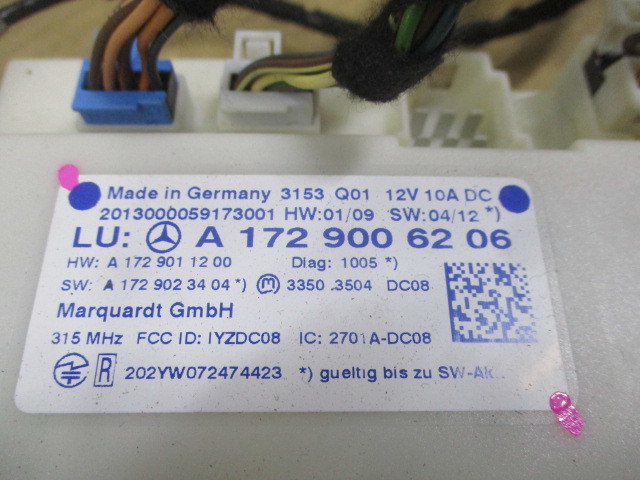 Made in Germany 3153 Q01 12V 10A DC
2013000059173001 HW:01/09 SW:04/12 *)
LU: A 172 900 62 06
HW: A 172 901 12 00 Diag: 1005 *)
SW: A 172 902 34 04 *) m 3350.3504 DC08
Marquardt GmbH
315 MHz FCC ID: IYZDC08 IC: 2701A-DC08
R 202YW072474423 *) gueltig bis zu SW-Ak..